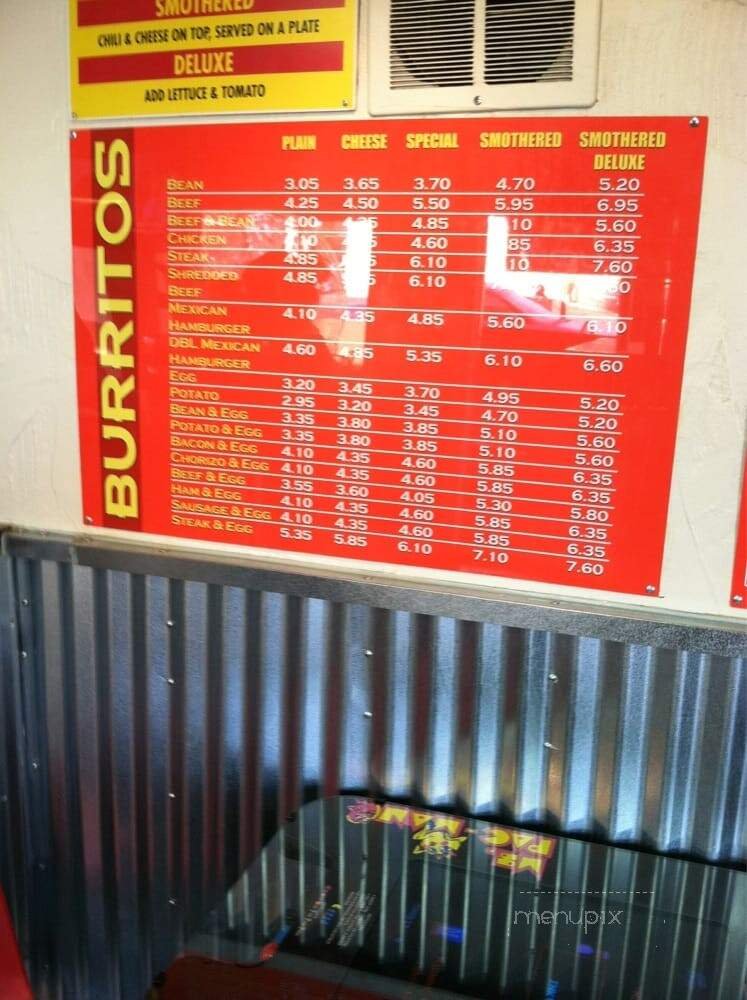 SMOTHERED
CHILI & CHEESE ON TOP, SERVED ON A PLATE
DELUXE
ADD LETTUCE & TOMATO
BURRITOS
PLAIN CHEESE SPECIAL SMOTHERED SMOTHERED DELUXE
BEAN 3.05 3.65 3.70 4.70 5.20
BEEF 4.25 4.50 5.50 5.95 6.95
BEEF & BEAN 4.00 4.85 5.60
CHICKEN 4.60 6.35
STEAK 4.85 6.10 7.60
SHREDDED 4.85 6.10
BEEF
MEXICAN 4.10 4.35 4.85 5.60 6.10
HAMBURGER
DBL MEXICAN 4.60 4.85 5.35 6.10 6.60
HAMBURGER
EGG 3.20 3.45 3.70 4.95 5.20
POTATO 2.95 3.20 3.45 4.70 5.20
BEAN & EGG 3.35 3.80 3.85 5.10 5.60
POTATO & EGG 3.35 3.80 3.85 5.10 5.60
BACON & EGG 4.10 4.35 4.60 5.85 6.35
CHORIZO & EGG 4.10 4.35 4.60 5.85 6.35
BEEF & EGG 3.55 3.60 4.05 5.30 5.80
HAM & EGG 4.10 4.35 4.60 5.85 6.35
SAUSAGE & EGG 4.10 4.35 4.60 5.85 6.35
STEAK & EGG 5.35 5.85 6.10 7.10 7.60
MS. PAC-MAN
menupix